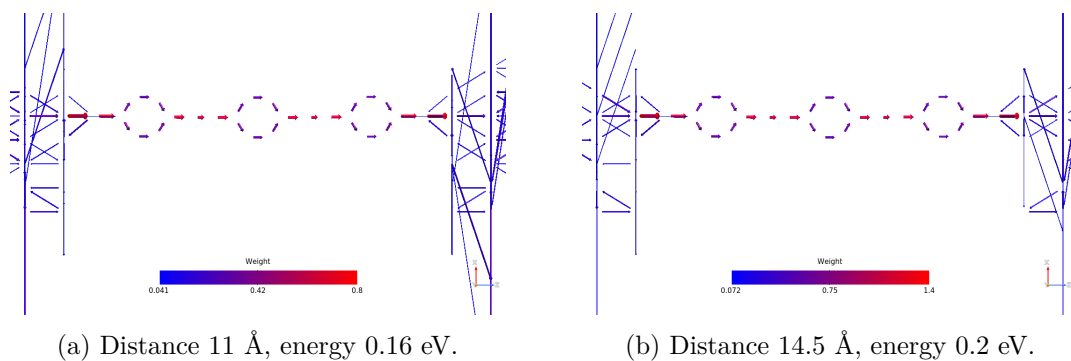 Weight
0.041 0.42 0.8
Weight
0.072 0.75 1.4
(a) Distance 11 Å, energy 0.16 eV.
(b) Distance 14.5 Å, energy 0.2 eV.